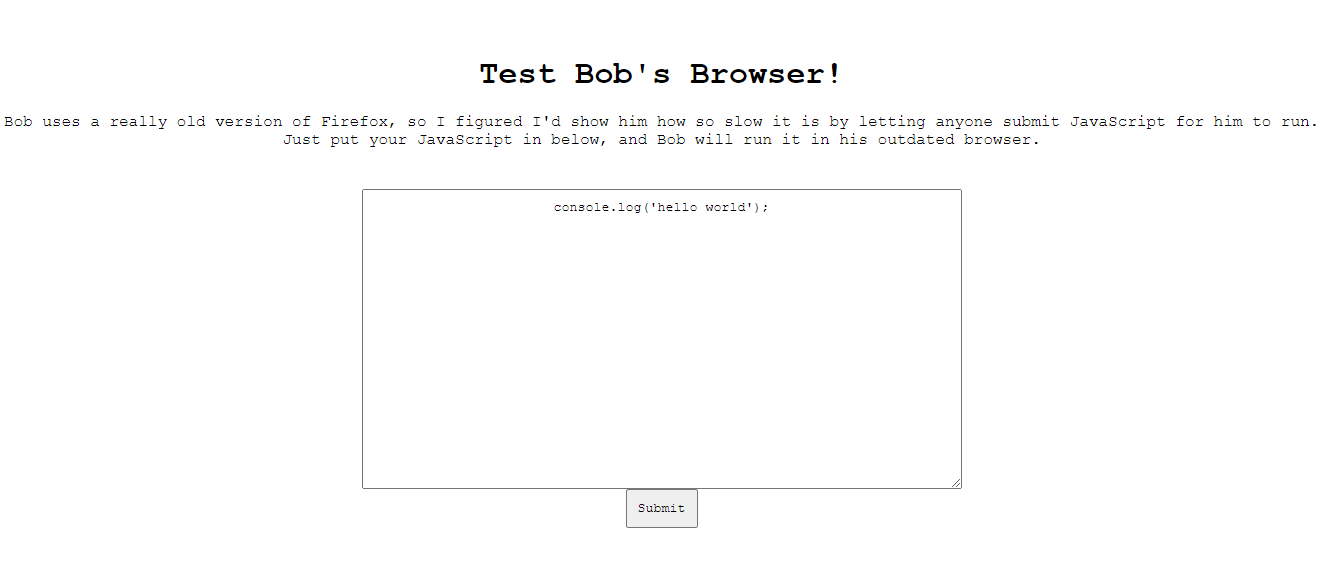 Test Bob's Browser!
Bob uses a really old version of Firefox, so I figured I'd show him how so slow it is by letting anyone submit JavaScript for him to run.
Just put your JavaScript in below, and Bob will run it in his outdated browser.
console.log('hello world');
Submit